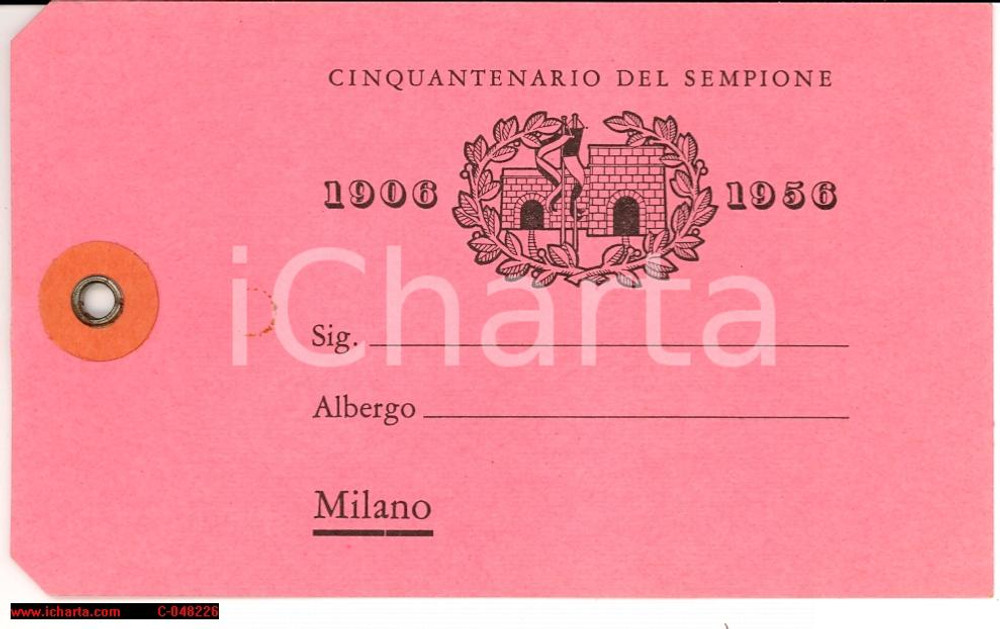 CINQUANTENARIO DEL SEMPIONE
1906 1956
iCharta
Sig.
Albergo
Milano
www.icharta.com C-048226